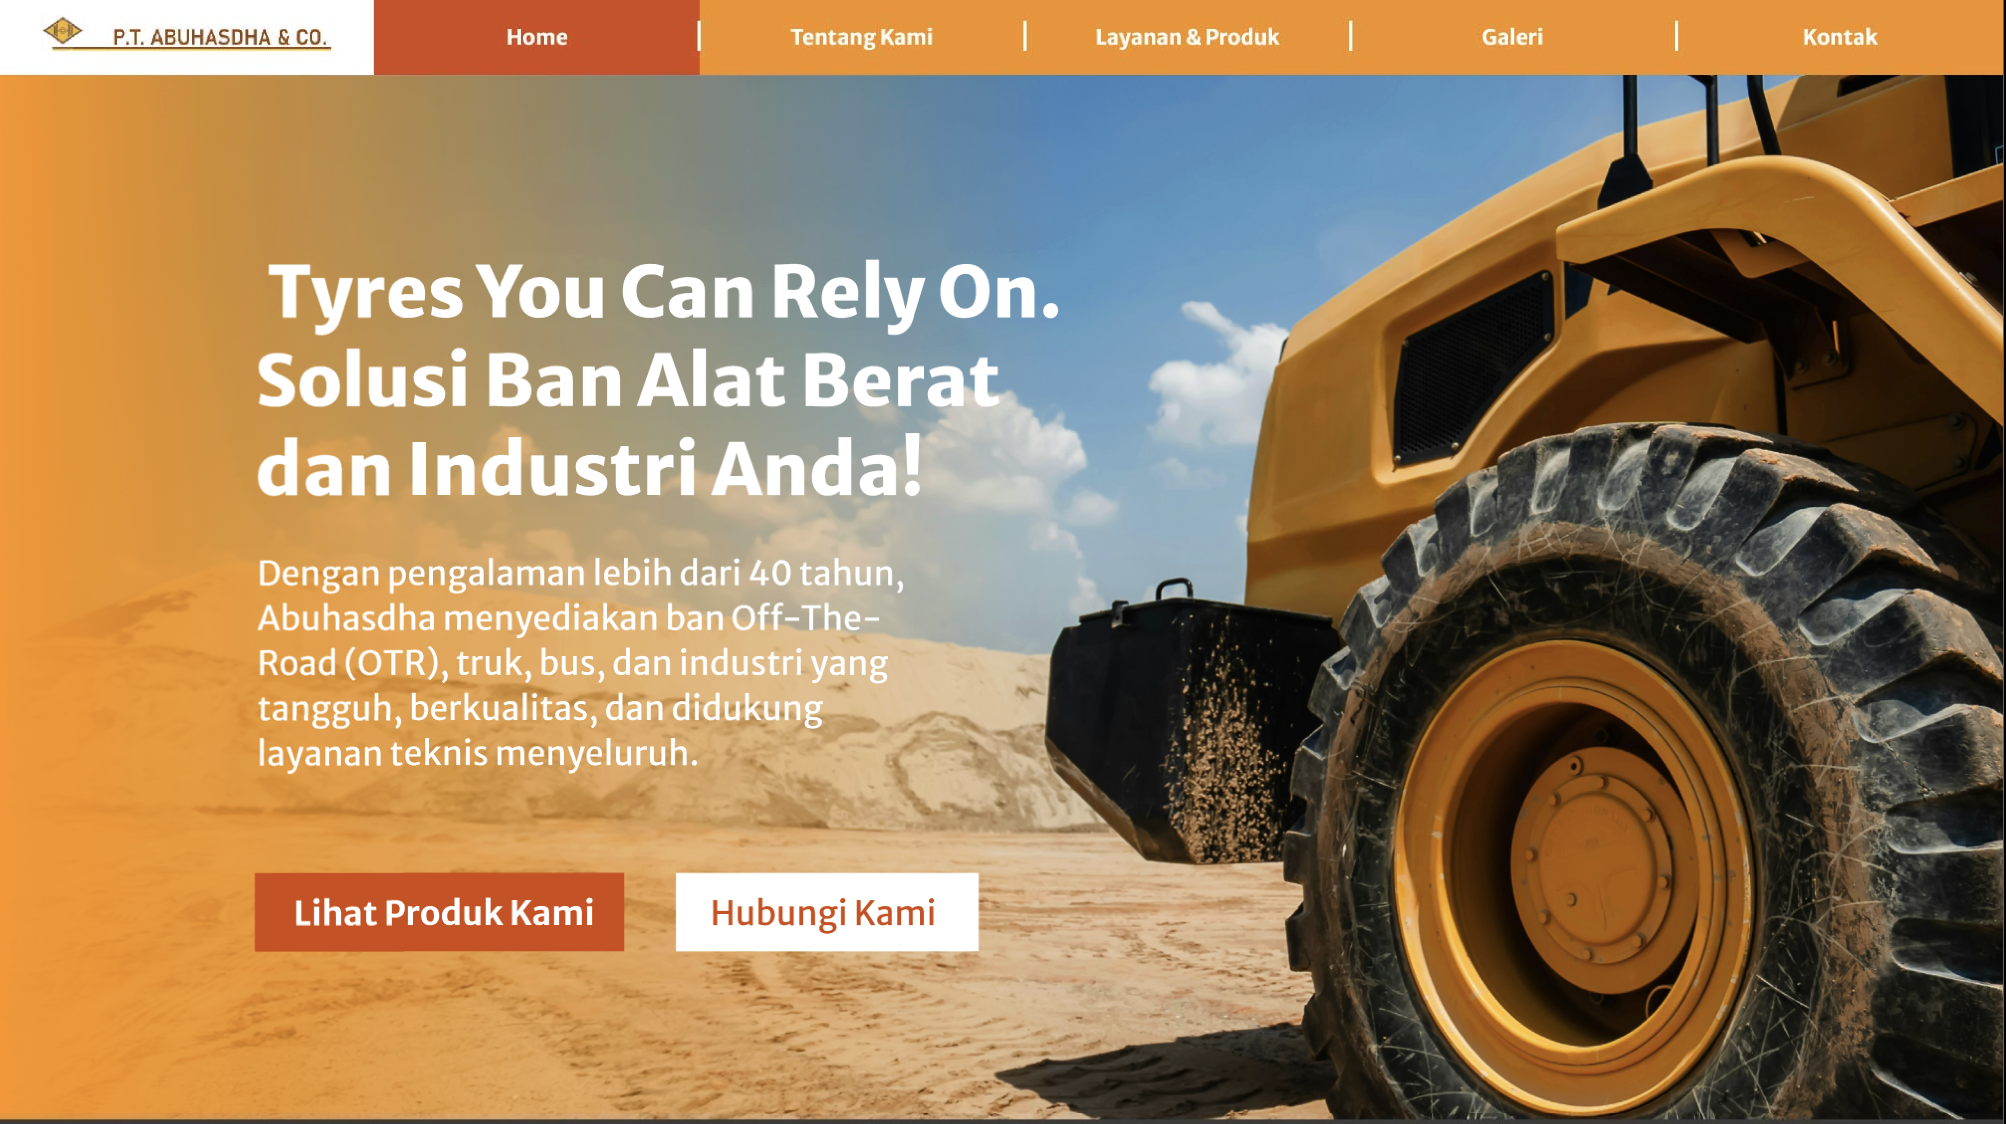 P.T. ABUHASDHA & CO.
Home
Tentang Kami
Layanan & Produk
Galeri
Kontak
Tyres You Can Rely On.
Solusi Ban Alat Berat
dan Industri Anda!
Dengan pengalaman lebih dari 40 tahun,
Abuhasdha menyediakan ban Off-The-
Road (OTR), truk, bus, dan industri yang
tangguh, berkualitas, dan didukung
layanan teknis menyeluruh.
Lihat Produk Kami
Hubungi Kami